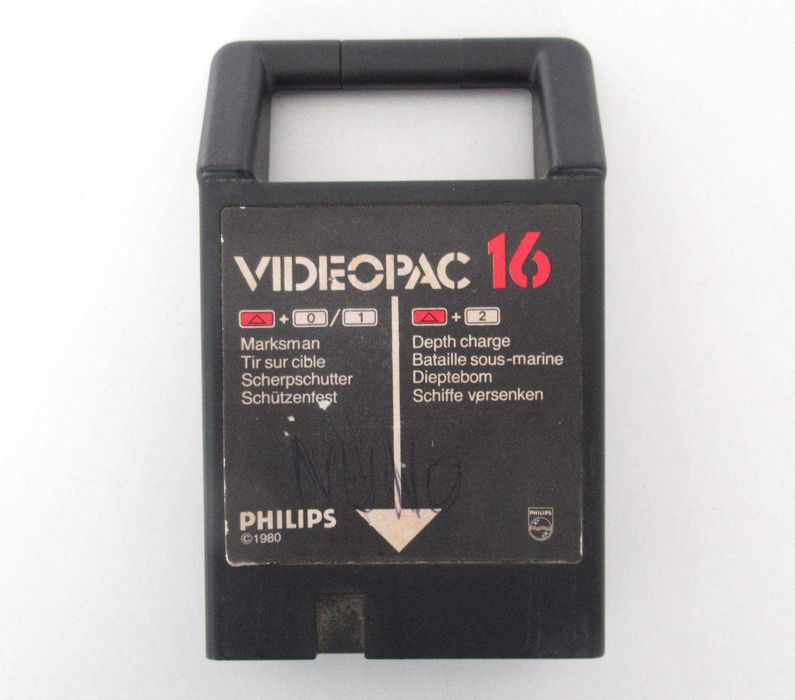 VIDEOPAC 16
+ 0 / 1
Marksman
Tir sur cible
Scherpschutter
Schützenfest
+ 2
Depth charge
Bataille sous-marine
Dieptebom
Schiffe versenken
NUNO
PHILIPS
©1980
PHILIPS